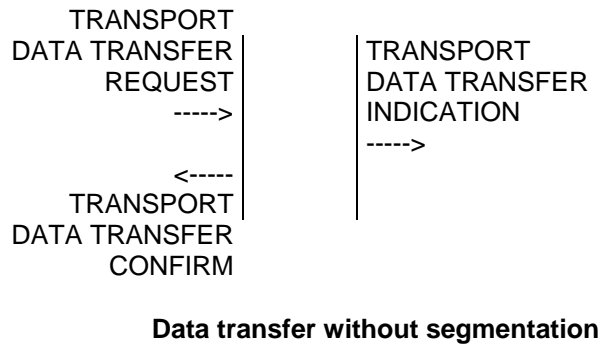 TRANSPORT
DATA TRANSFER
REQUEST
----->
<-----
TRANSPORT
DATA TRANSFER
CONFIRM
TRANSPORT
DATA TRANSFER
INDICATION
----->
Data transfer without segmentation